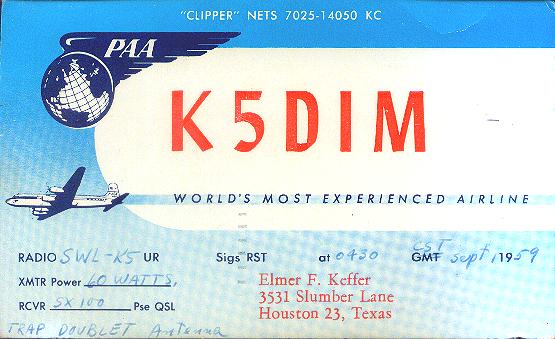 "CLIPPER" NETS 7025-14050 KC
PAA
K5DIM
WORLD'S MOST EXPERIENCED AIRLINE
RADIO SWL-K5 UR Sigs RST at 0430 GMT CST Sept 1959
XMTR Power 60 WATTS.
RCVR SX100 Pse QSL
Elmer F. Keffer
3531 Slumber Lane
Houston 23, Texas
TRAP DOUBLET Antenna